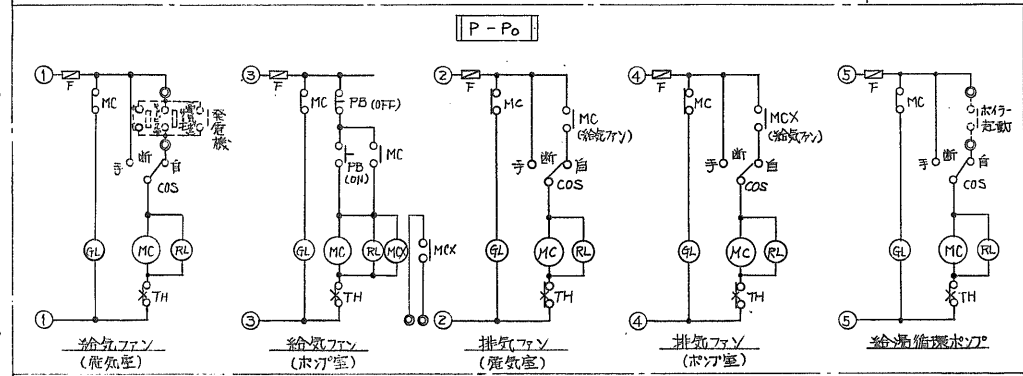 P - P₀
① F MC 発電機 手 断 自 COS GL MC RL TH ①
給気ファン
(電気室)
③ F MC PB (OFF) PB (ON) MC GL MC RL MCX MCX TH ③
給気ファン
(ポンプ室)
② F MC MC (給気ファン) 手 断 自 COS GL MC RL TH ②
排気ファン
(電気室)
④ F MC MCX (給気ファン) 手 断 自 COS GL MC RL TH ④
排気ファン
(ポンプ室)
⑤ F MC ボイラー 起動 手 断 自 COS GL MC RL TH ⑤
給湯循環ポンプ